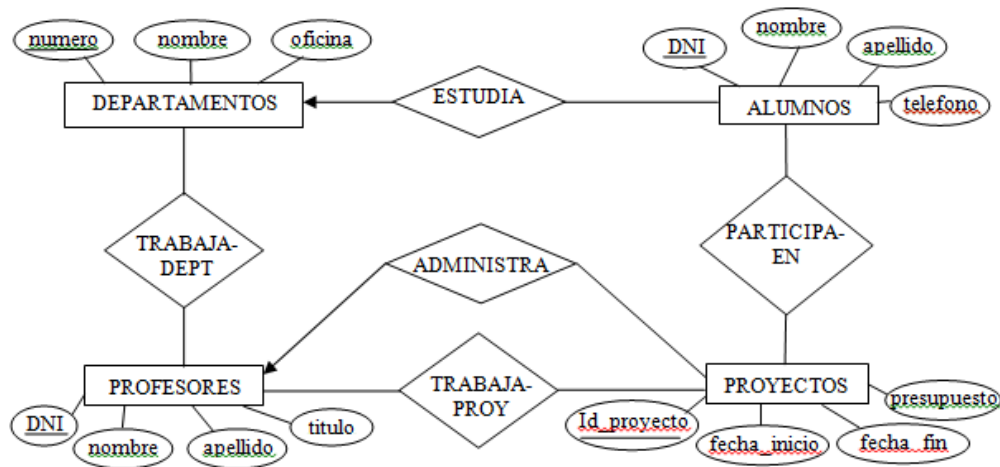 numero
nombre
oficina
DNI
nombre
apellido
telefono
DEPARTAMENTOS
ESTUDIA
ALUMNOS
TRABAJA-
DEPT
ADMINISTRA
PARTICIPA-
EN
PROFESORES
TRABAJA-
PROY
PROYECTOS
DNI
nombre
apellido
titulo
Id_proyecto
fecha_inicio
fecha_fin
presupuesto